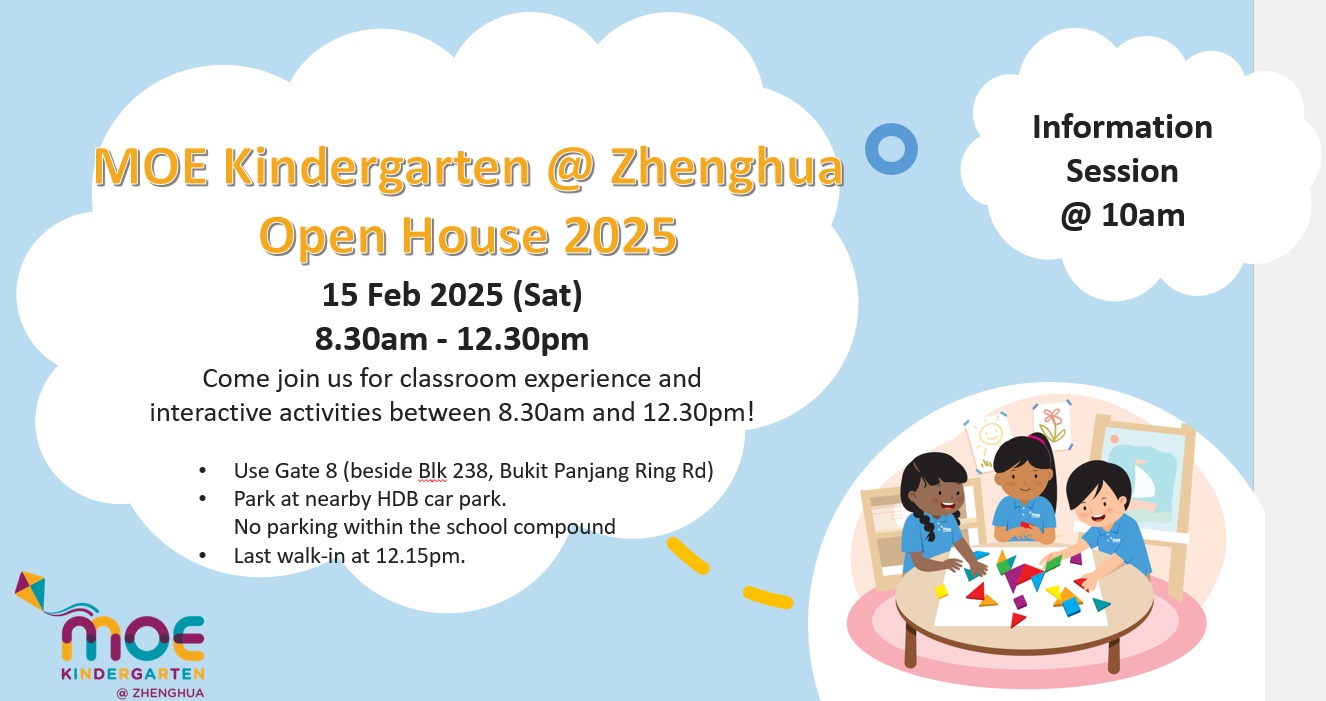 MOE Kindergarten @ Zhenghua
Open House 2025
15 Feb 2025 (Sat)
8.30am - 12.30pm
Come join us for classroom experience and
interactive activities between 8.30am and 12.30pm!
• Use Gate 8 (beside Blk 238, Bukit Panjang Ring Rd)
• Park at nearby HDB car park.
No parking within the school compound
• Last walk-in at 12.15pm.
Information
Session
@ 10am
moe
KINDERGARTEN
@ ZHENGHUA